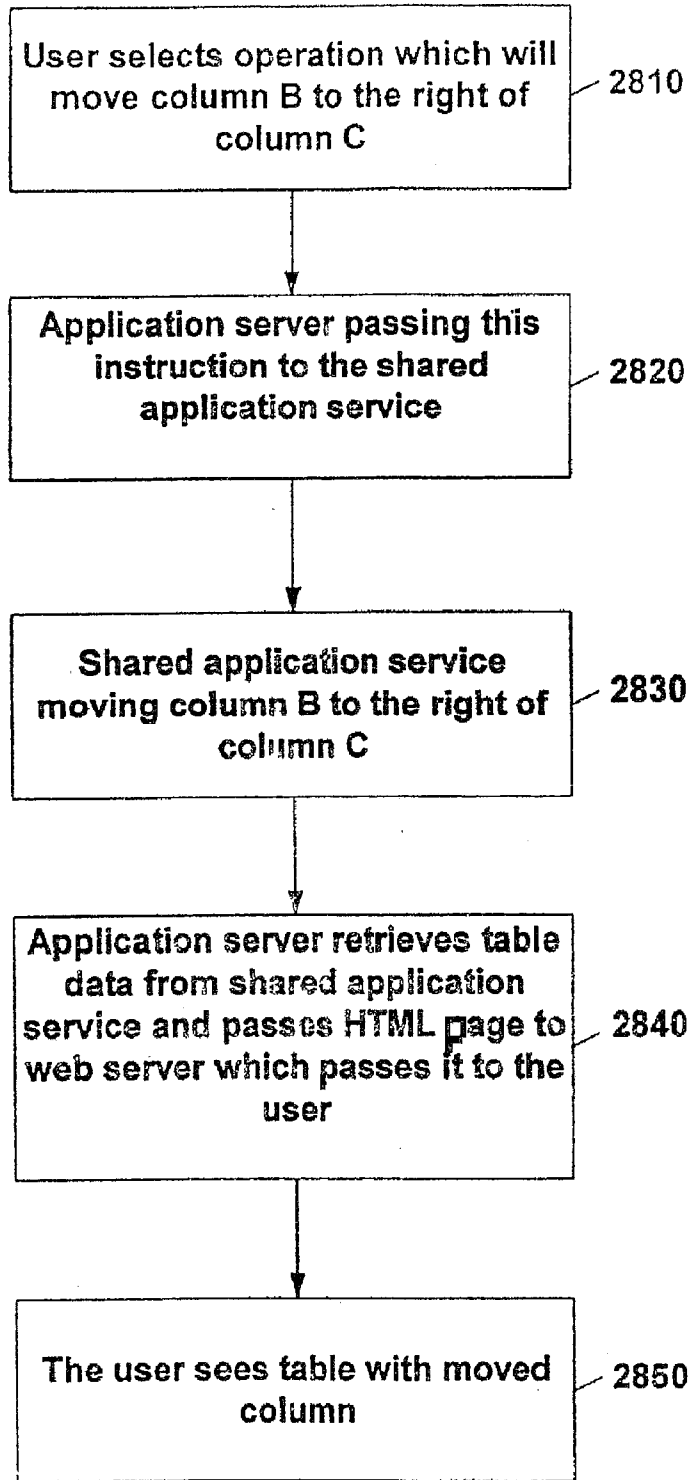 User selects operation which will
move column B to the right of
column C
2810
Application server passing this
instruction to the shared
application service
2820
Shared application service
moving column B to the right of
column C
2830
Application server retrieves table
data from shared application
service and passes HTML page to
web server which passes it to the
user
2840
The user sees table with moved
column
2850